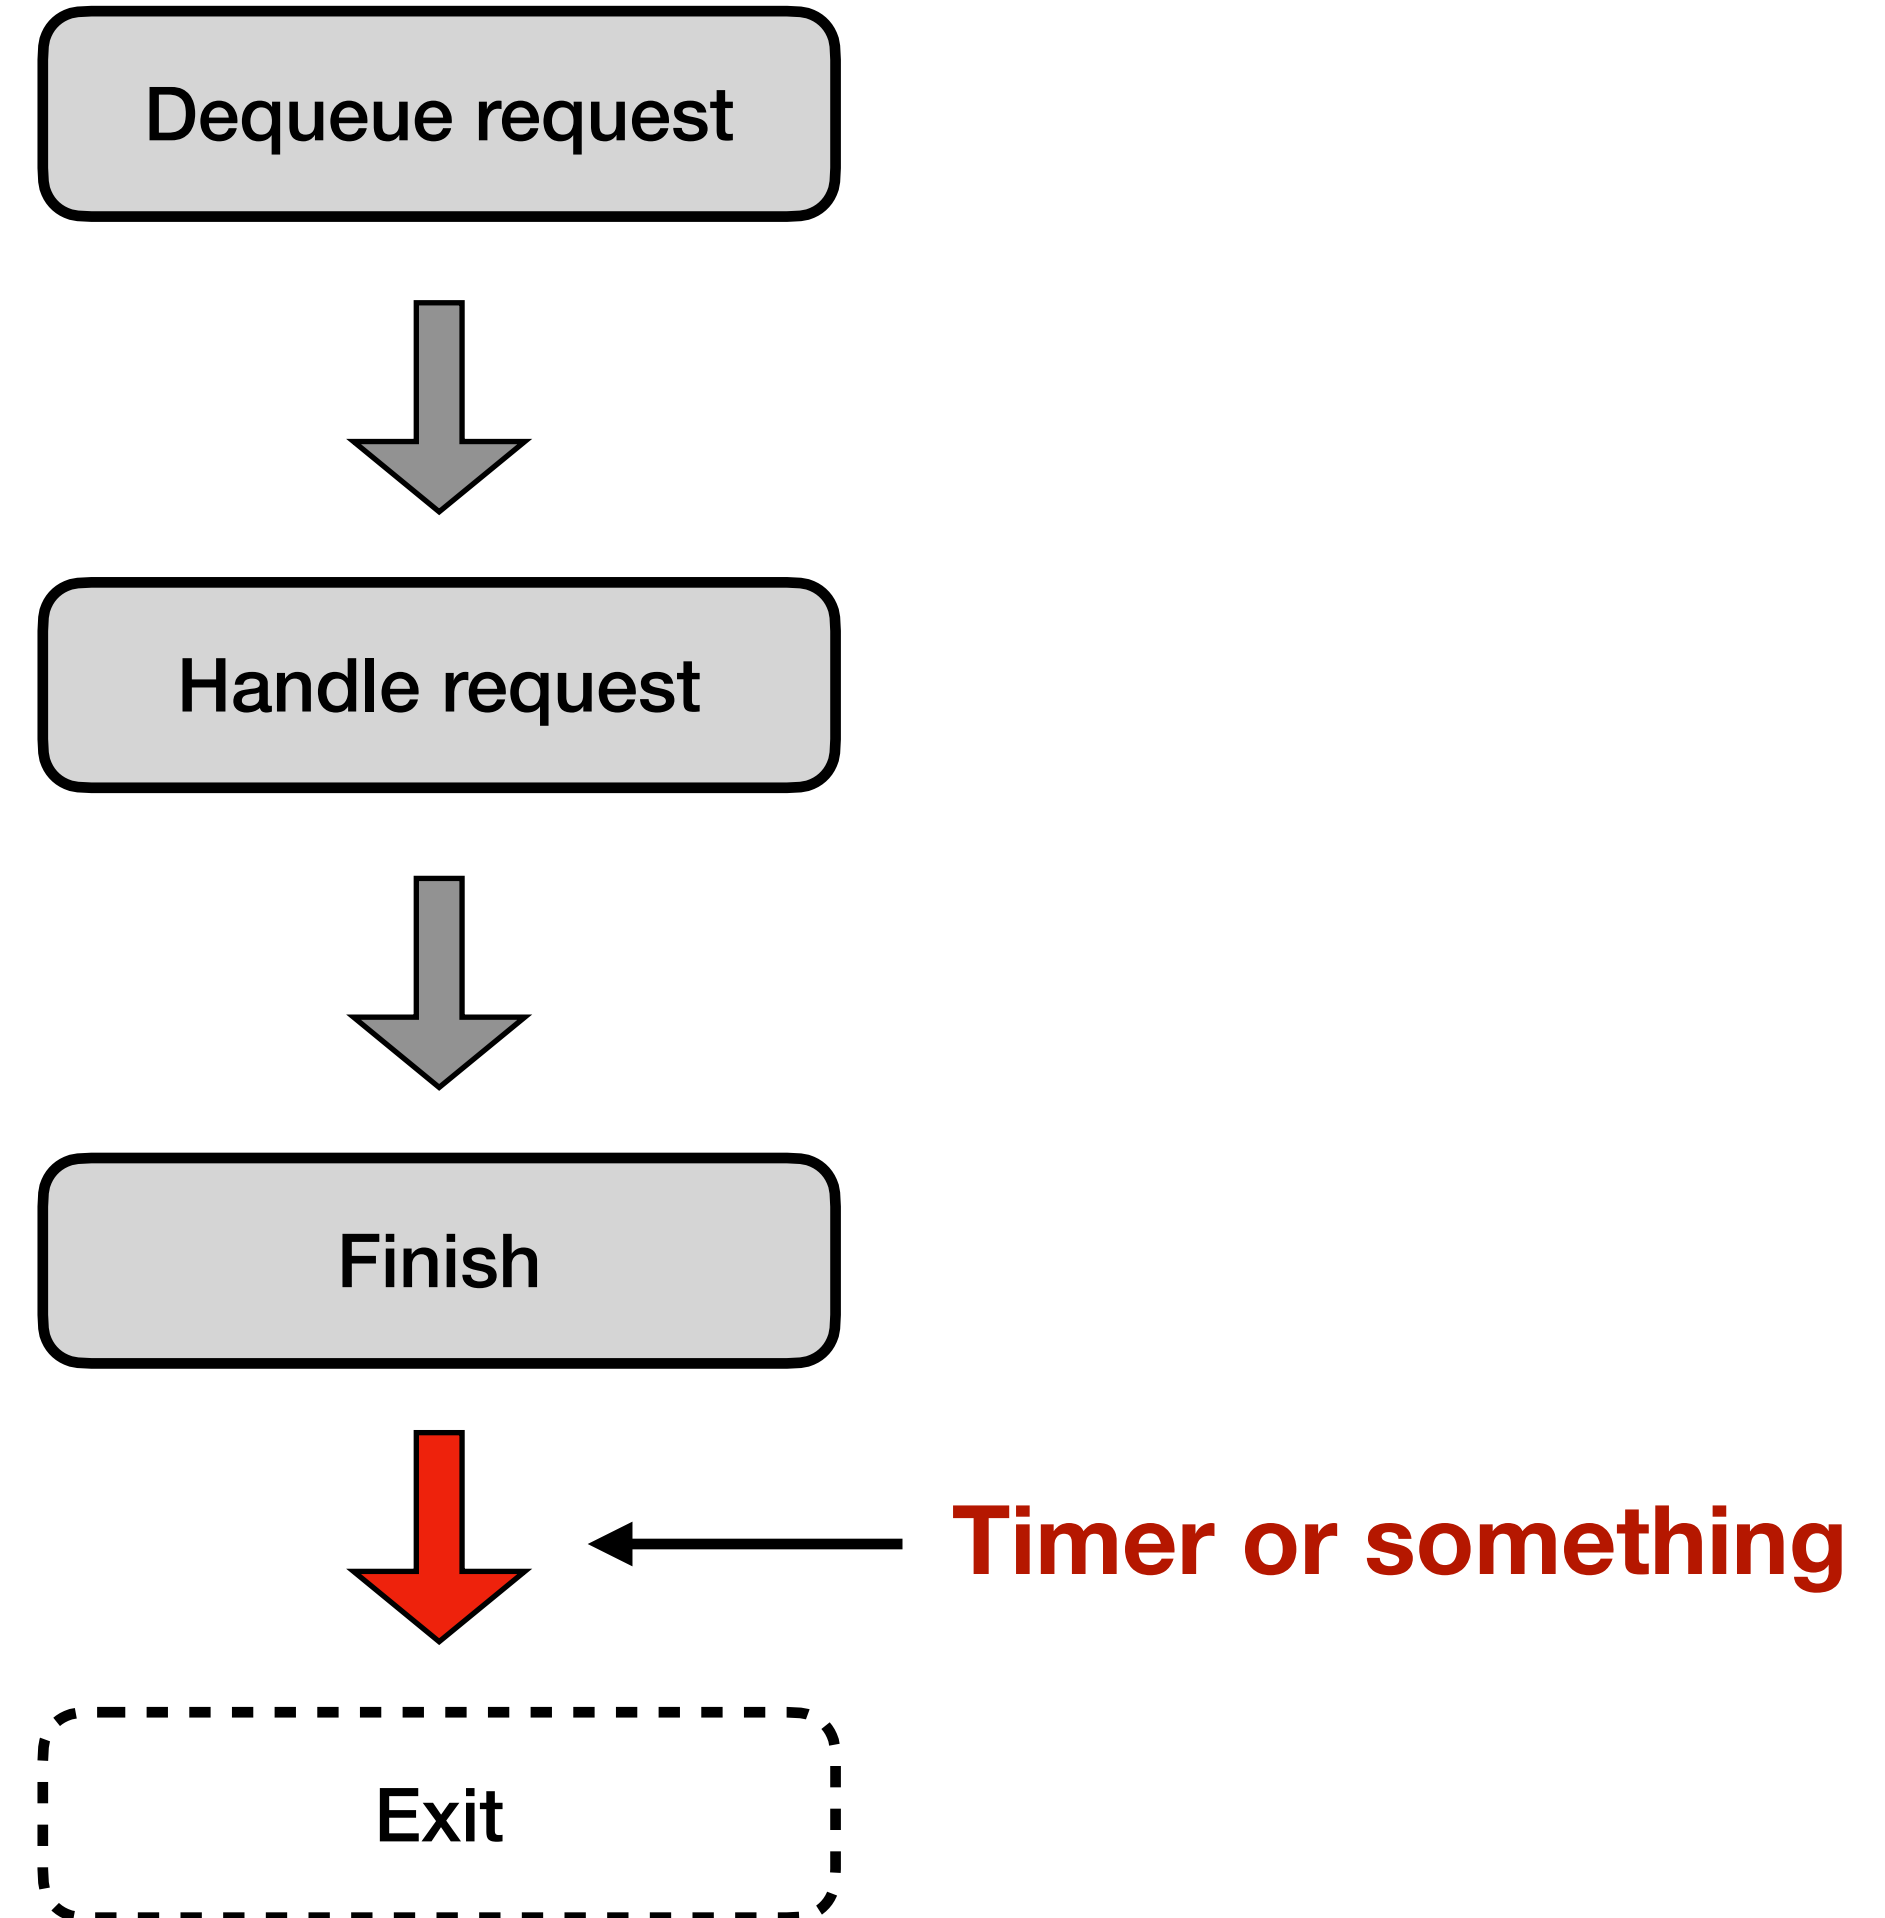 Dequeue request
Handle request
Finish
Timer or something
Exit